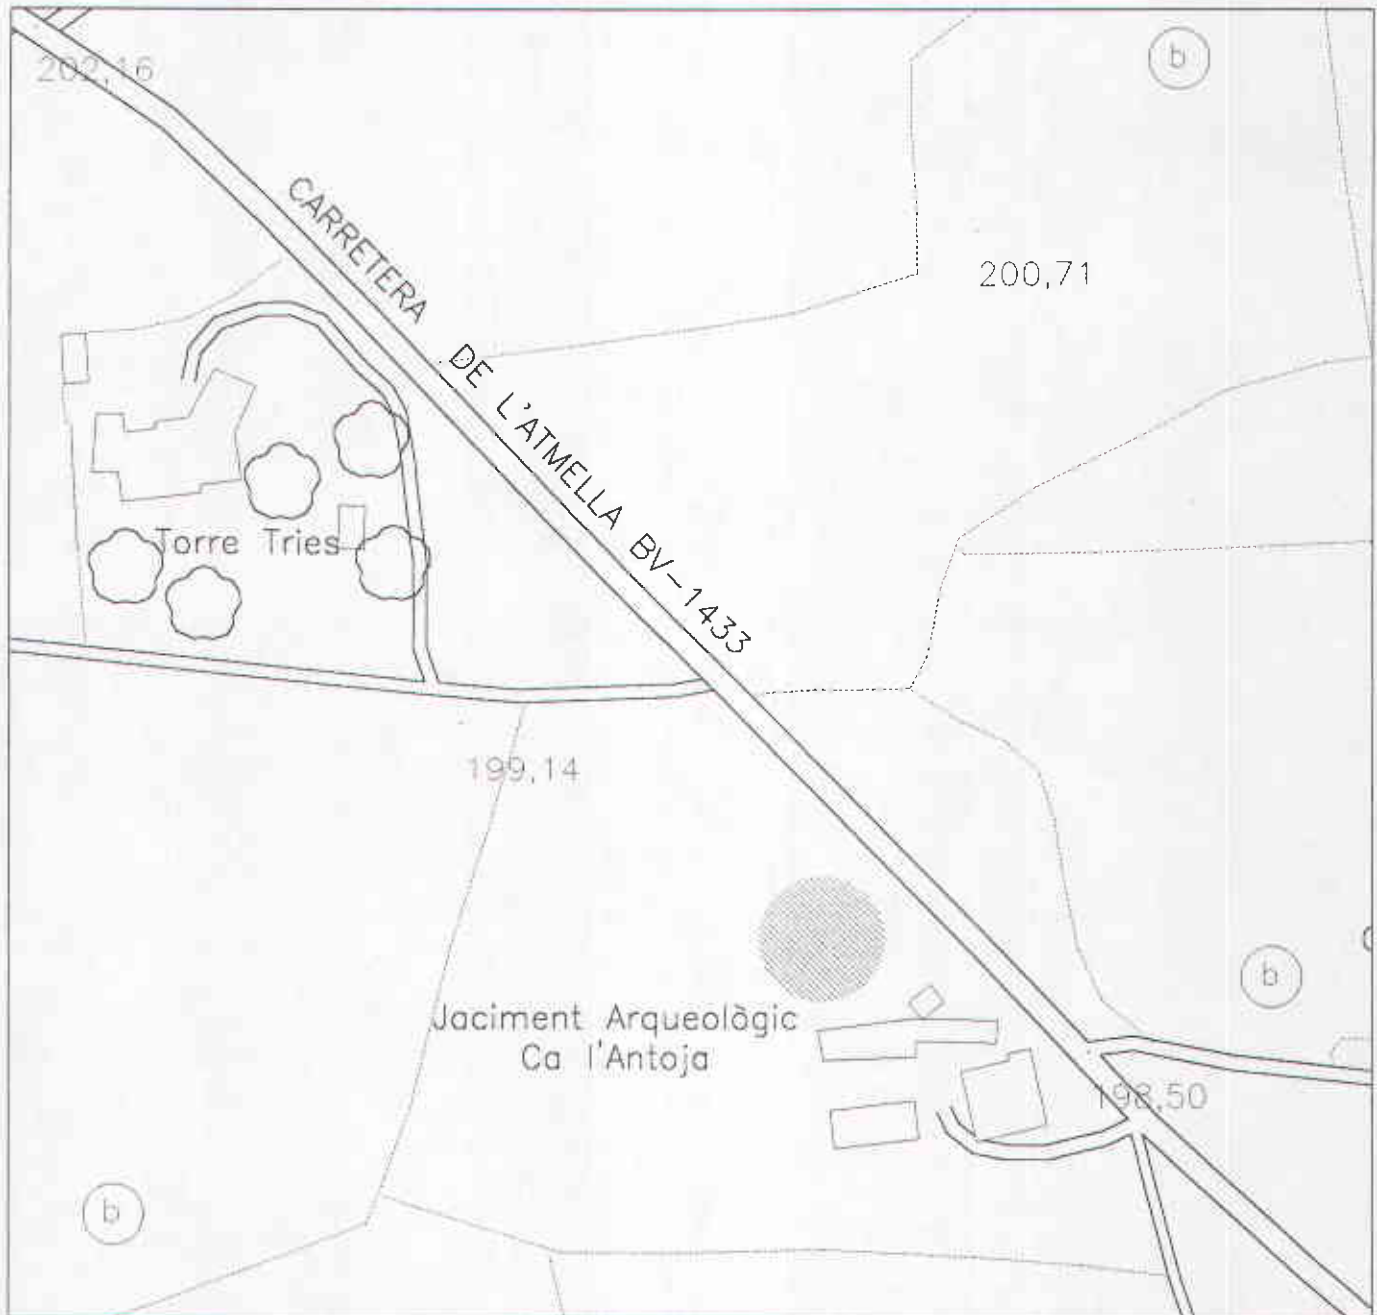 b
202,16
CARRETERA DE L'ATMELLA BV-1433
200,71
Torre Tries
199,14
b
Jaciment Arqueològic
Ca l'Antoja
198,50
b